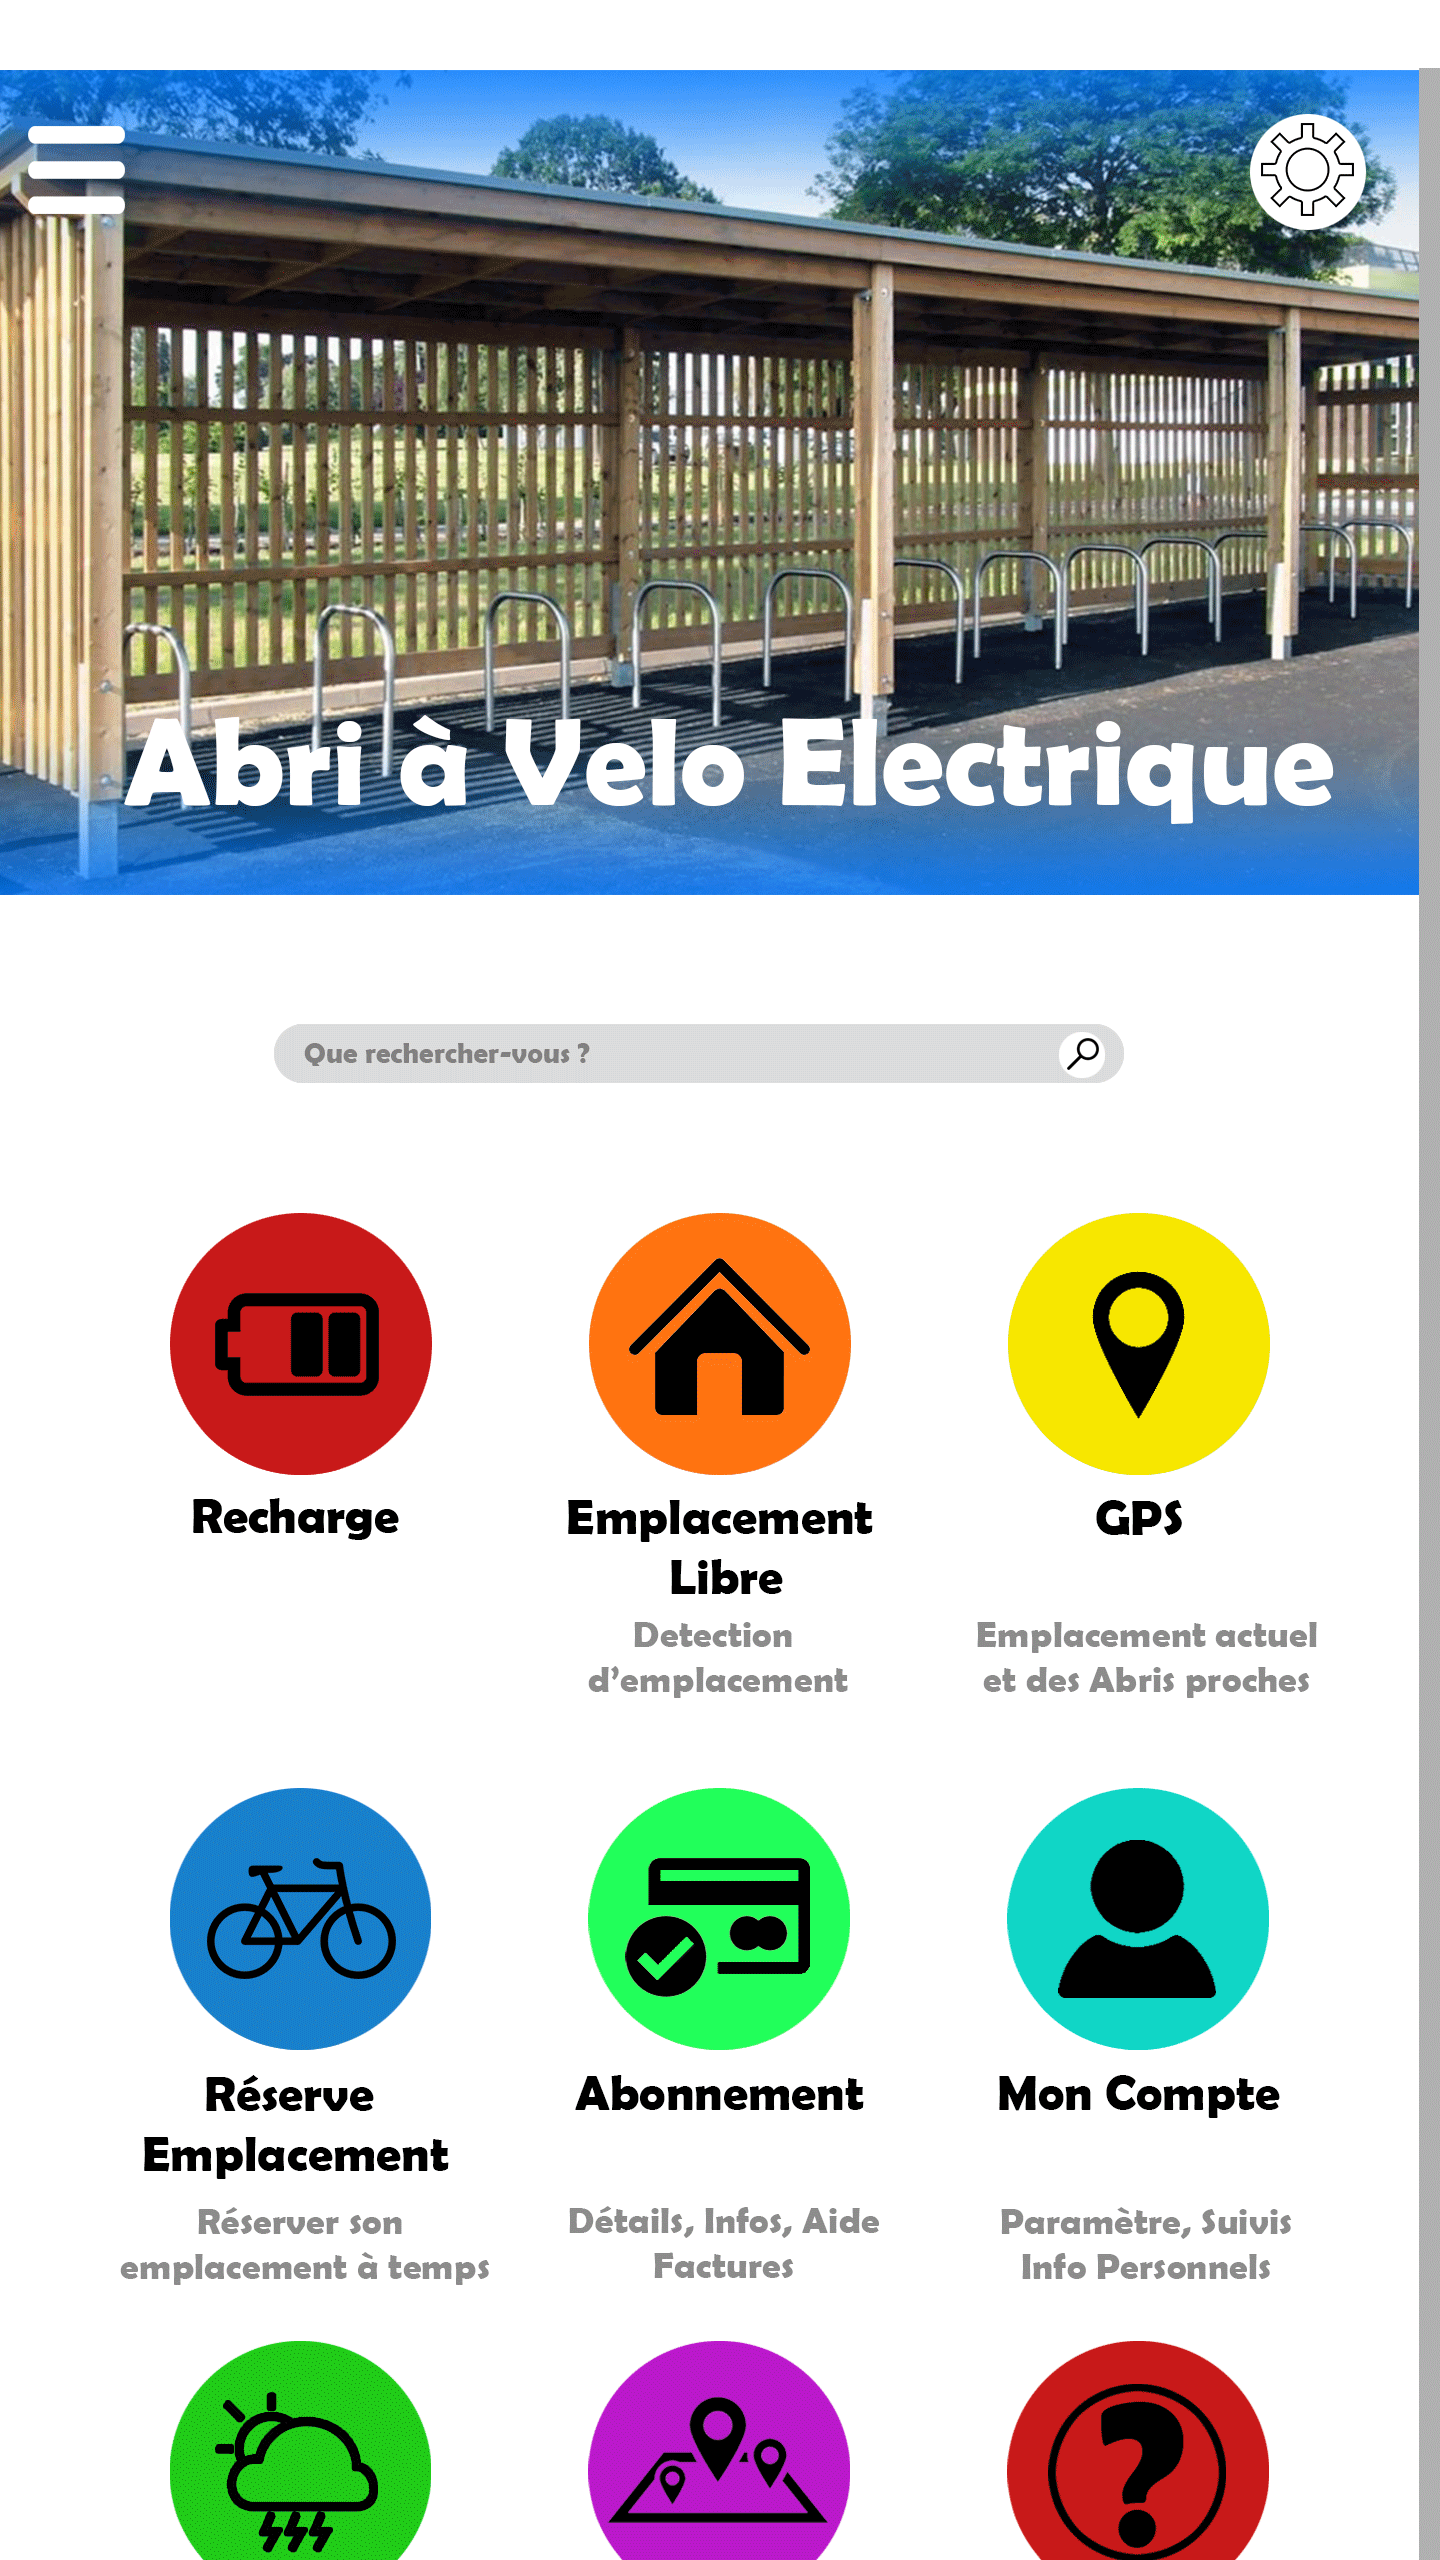 Abri à Velo Electrique
Que rechercher-vous ?
Recharge
Emplacement
Libre
Detection
d'emplacement
GPS
Emplacement actuel
et des Abris proches
Réserve
Emplacement
Réserver son
emplacement à temps
Abonnement
Détails, Infos, Aide
Factures
Mon Compte
Paramètre, Suivis
Info Personnels